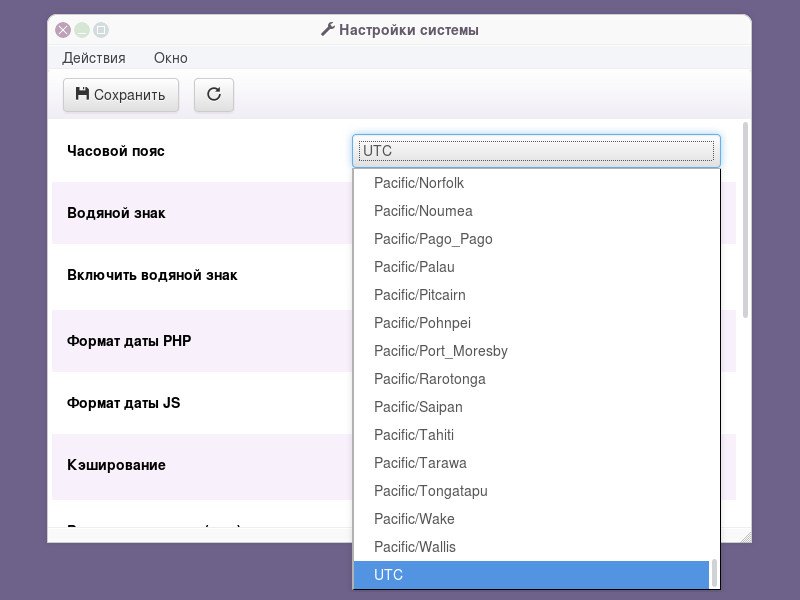 Настройки системы
Действия Окно
Сохранить
Часовой пояс
UTC
Водяной знак
Включить водяной знак
Формат даты PHP
Формат даты JS
Кэширование
Pacific/Norfolk
Pacific/Noumea
Pacific/Pago_Pago
Pacific/Palau
Pacific/Pitcairn
Pacific/Pohnpei
Pacific/Port_Moresby
Pacific/Rarotonga
Pacific/Saipan
Pacific/Tahiti
Pacific/Tarawa
Pacific/Tongatapu
Pacific/Wake
Pacific/Wallis
UTC